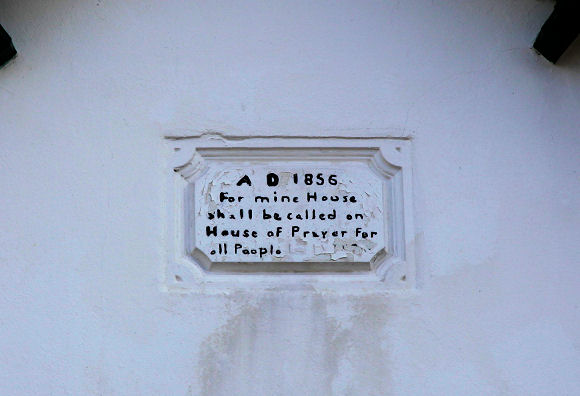 A D 1856
For mine House
shall be called an
House of Prayer For
all People